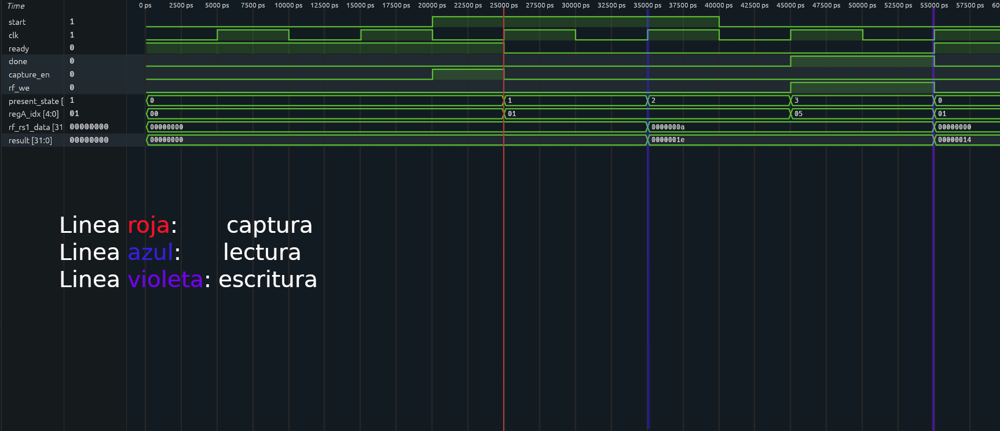 Time 0 ps 2500 ps 5000 ps 7500 ps 10000 ps 12500 ps 15000 ps 17500 ps 20000 ps 22500 ps 25000 ps 27500 ps 30000 ps 32500 ps 35000 ps 37500 ps 40000 ps 42500 ps 45000 ps 47500 ps 50000 ps 52500 ps 55000 ps 57500 ps 60
start 1
clk 1
ready 0
done 0
capture_en 0
rf_we 0
present_state [ 1 0 1 2 3 0
regA_idx [4:0] 01 00 01 05 01
rf_rs1_data [31 00000000 00000000 0000000a 00000000
result [31:0] 00000000 00000000 0000001e 00000014
Linea roja: captura
Linea azul: lectura
Linea violeta: escritura